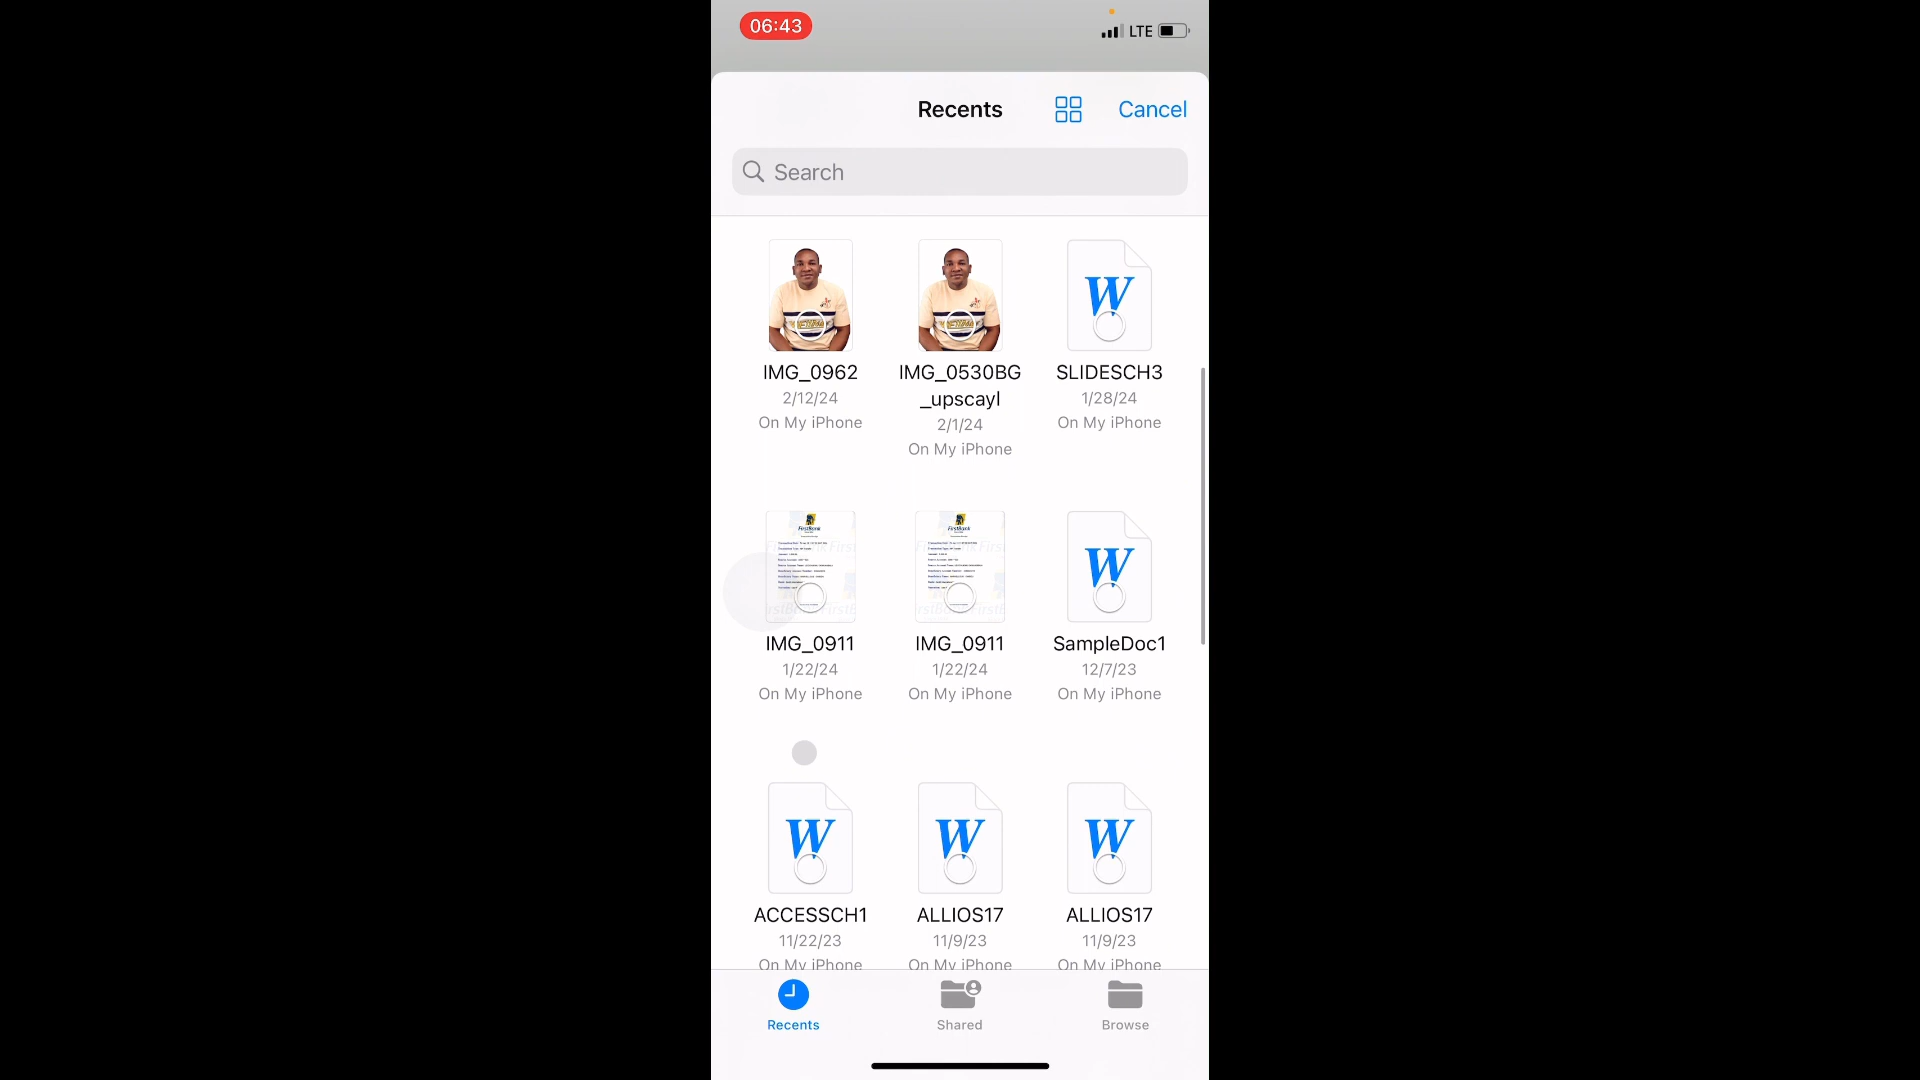 06:43
LTE
Recents
Cancel
Search
IMG_0962
2/12/24
On My iPhone
IMG_0530BG
_upscayl
2/1/24
On My iPhone
W
SLIDESCH3
1/28/24
On My iPhone
FirstBank
IMG_0911
1/22/24
On My iPhone
FirstBank
IMG_0911
1/22/24
On My iPhone
W
SampleDoc1
12/7/23
On My iPhone
W
ACCESSCH1
11/22/23
On My iPhone
W
ALLIOS17
11/9/23
On My iPhone
W
ALLIOS17
11/9/23
On My iPhone
Recents
Shared
Browse